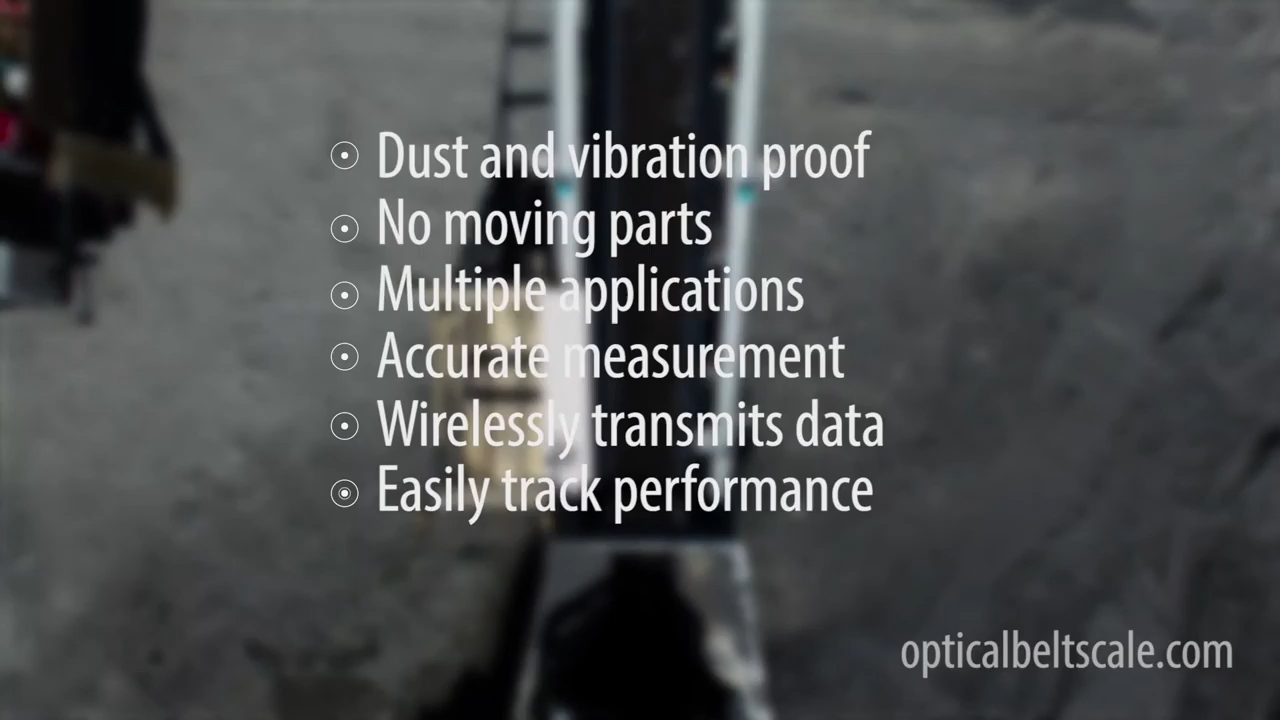 Dust and vibration proof
No moving parts
Multiple applications
Accurate measurement
Wirelessly transmits data
Easily track performance
opticalbeltscale.com